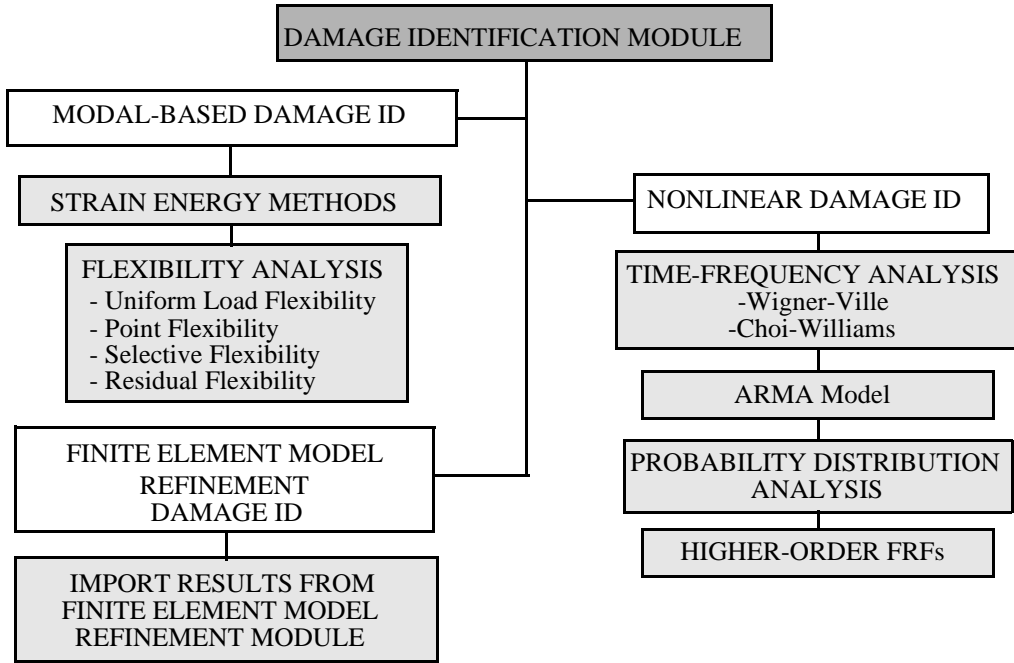 DAMAGE IDENTIFICATION MODULE
MODAL-BASED DAMAGE ID
STRAIN ENERGY METHODS
FLEXIBILITY ANALYSIS
- Uniform Load Flexibility
- Point Flexibility
- Selective Flexibility
- Residual Flexibility
FINITE ELEMENT MODEL
REFINEMENT
DAMAGE ID
IMPORT RESULTS FROM
FINITE ELEMENT MODEL
REFINEMENT MODULE
NONLINEAR DAMAGE ID
TIME-FREQUENCY ANALYSIS
-Wigner-Ville
-Choi-Williams
ARMA Model
PROBABILITY DISTRIBUTION
ANALYSIS
HIGHER-ORDER FRFs